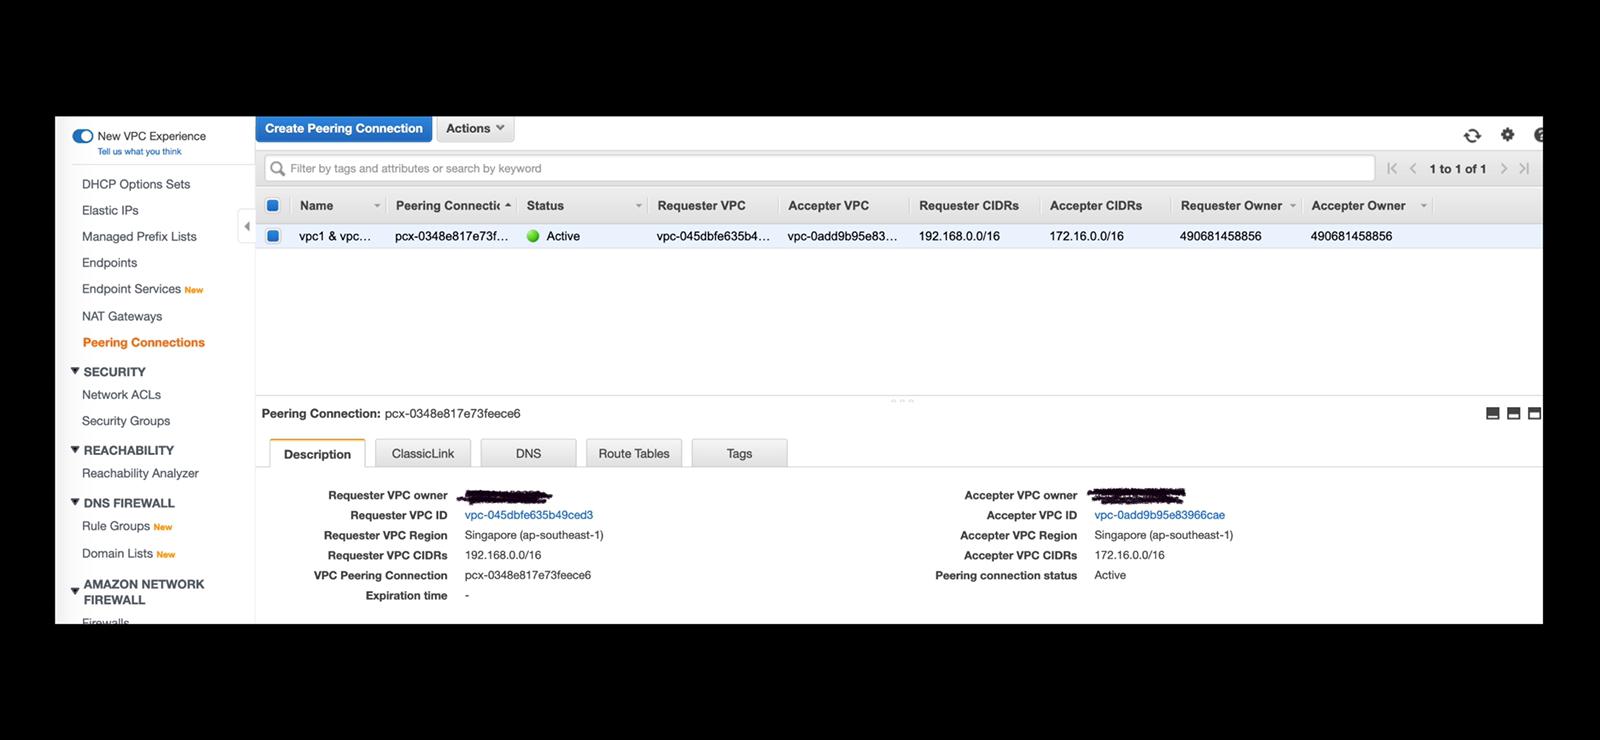 New VPC Experience
Tell us what you think
DHCP Options Sets
Elastic IPs
Managed Prefix Lists
Endpoints
Endpoint Services New
NAT Gateways
Peering Connections
SECURITY
Network ACLs
Security Groups
REACHABILITY
Reachability Analyzer
DNS FIREWALL
Rule Groups New
Domain Lists New
AMAZON NETWORK
FIREWALL
Firewalls
Create Peering Connection Actions
Filter by tags and attributes or search by keyword 1 to 1 of 1
Name Peering Connectic Status Requester VPC Accepter VPC Requester CIDRs Accepter CIDRs Requester Owner Accepter Owner
vpc1 & vpc... pcx-0348e817e73f... Active vpc-045dbfe635b4... vpc-0add9b95e83... 192.168.0.0/16 172.16.0.0/16 490681458856 490681458856
Peering Connection: pcx-0348e817e73feece6
Description ClassicLink DNS Route Tables Tags
Requester VPC owner
Requester VPC ID vpc-045dbfe635b49ced3
Requester VPC Region Singapore (ap-southeast-1)
Requester VPC CIDRs 192.168.0.0/16
VPC Peering Connection pcx-0348e817e73feece6
Expiration time -
Accepter VPC owner
Accepter VPC ID vpc-0add9b95e83966cae
Accepter VPC Region Singapore (ap-southeast-1)
Accepter VPC CIDRs 172.16.0.0/16
Peering connection status Active